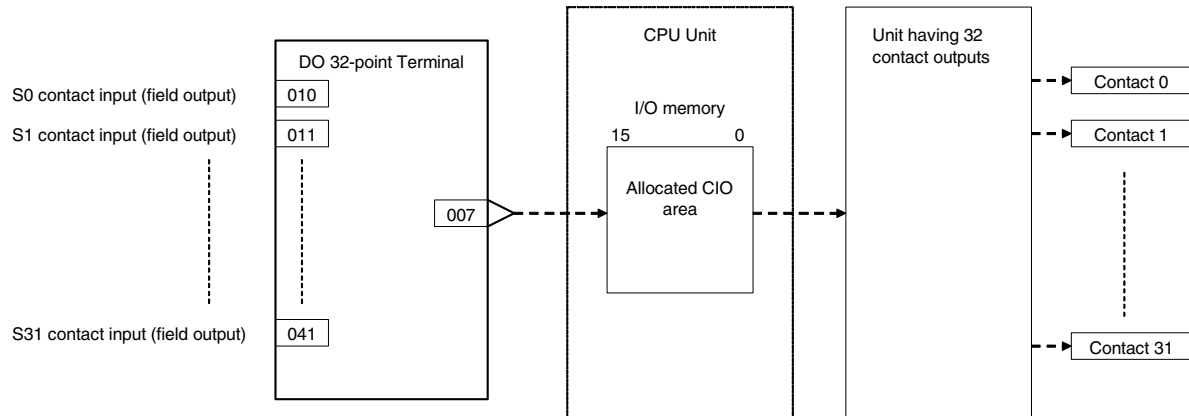 DO 32-point Terminal
S0 contact input (field output)
010
S1 contact input (field output)
011
007
S31 contact input (field output)
041
CPU Unit
I/O memory
15 0
Allocated CIO
area
Unit having 32
contact outputs
Contact 0
Contact 1
Contact 31